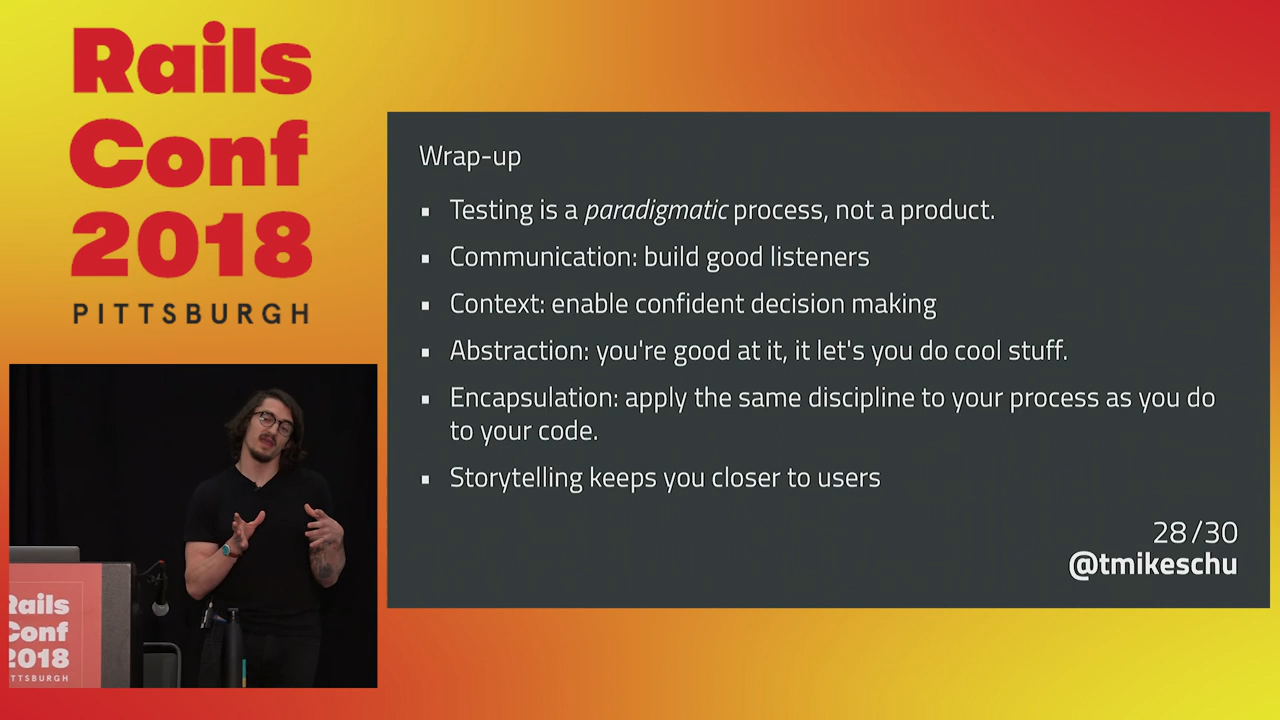 Rails
Conf
2018
PITTSBURGH
Wrap-up
▪ Testing is a paradigmatic process, not a product.
▪ Communication: build good listeners
▪ Context: enable confident decision making
▪ Abstraction: you're good at it, it let's you do cool stuff.
▪ Encapsulation: apply the same discipline to your process as you do
to your code.
▪ Storytelling keeps you closer to users
28/30
@tmikeschu
Rails
Conf
2018
PITTSBURGH